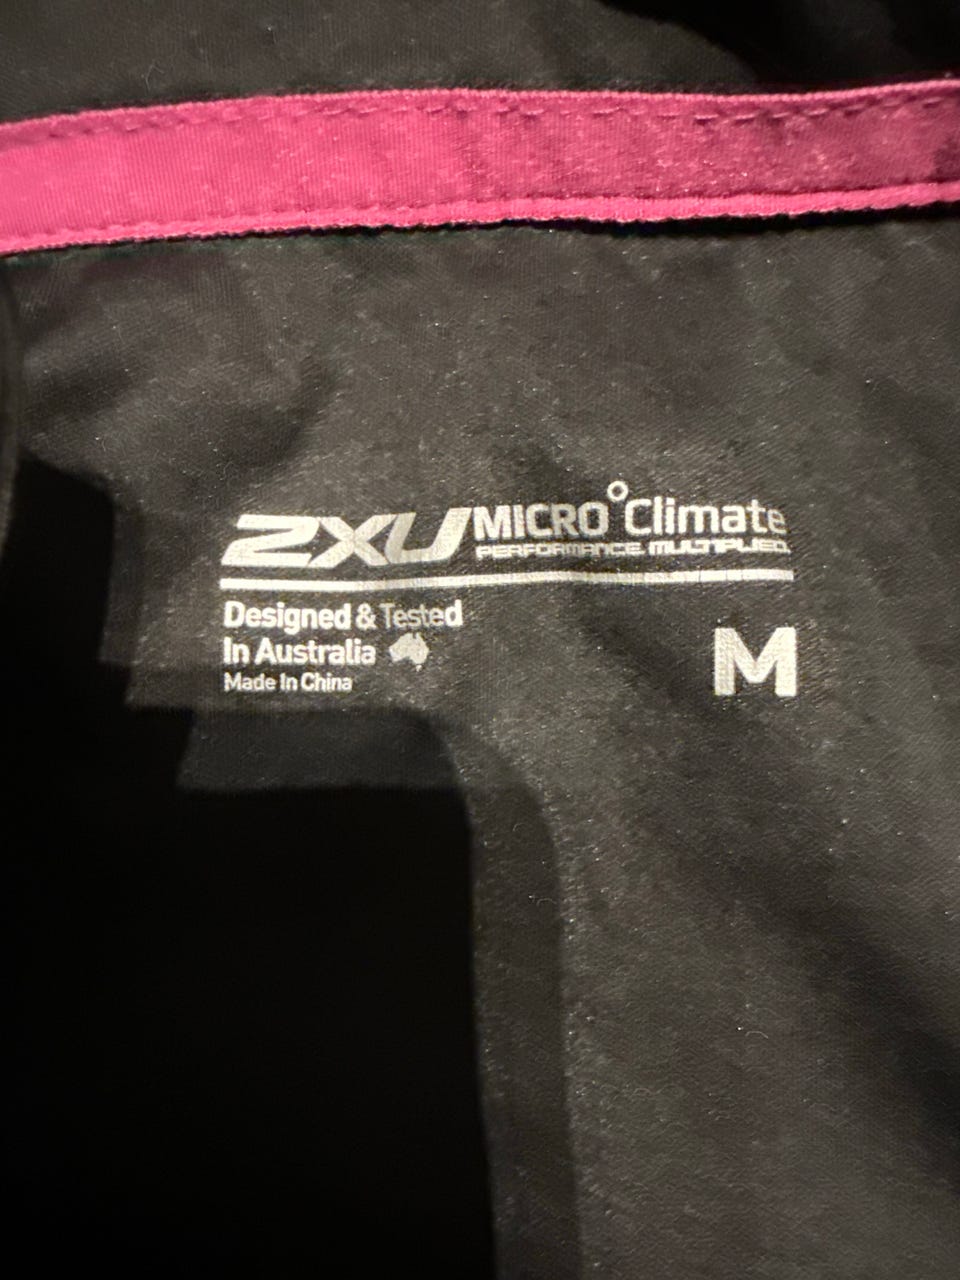 2XU MICRO°Climate
PERFORMANCE MULTIPLIED.
Designed & Tested
In Australia
Made In China
M